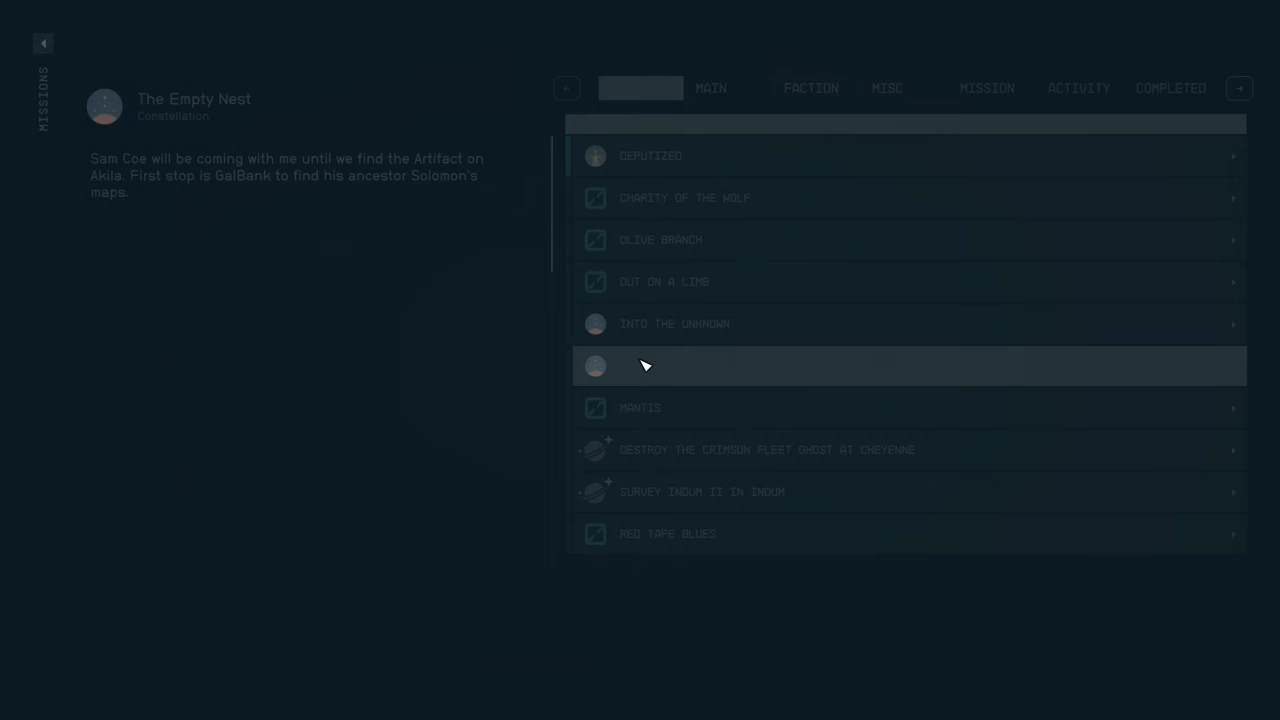 MISSIONS
The Empty Nest
Constellation
Sam Coe will be coming with me until we find the Artifact on
Akila. First stop is GalBank to find his ancestor Solomon's
maps.
MAIN FACTION MISC MISSION ACTIVITY COMPLETED
DEPUTIZED
CHARITY OF THE WOLF
OLIVE BRANCH
OUT ON A LIMB
INTO THE UNKNOWN
MANTIS
DESTROY THE CRIMSON FLEET GHOST AT CHEYENNE
SURVEY INDUM II IN INDUM
RED TAPE BLUES